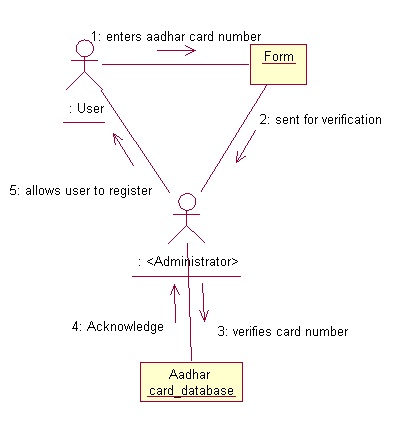 1: enters aadhar card number
Form
: User
2: sent for verification
5: allows user to register
: <Administrator>
4: Acknowledge
3: verifies card number
Aadhar
card_database